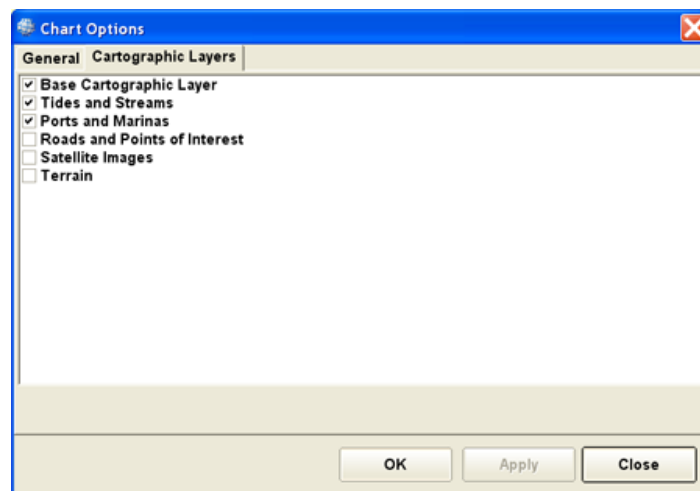 Chart Options
General Cartographic Layers
Base Cartographic Layer
Tides and Streams
Ports and Marinas
Roads and Points of Interest
Satellite Images
Terrain
OK Apply Close